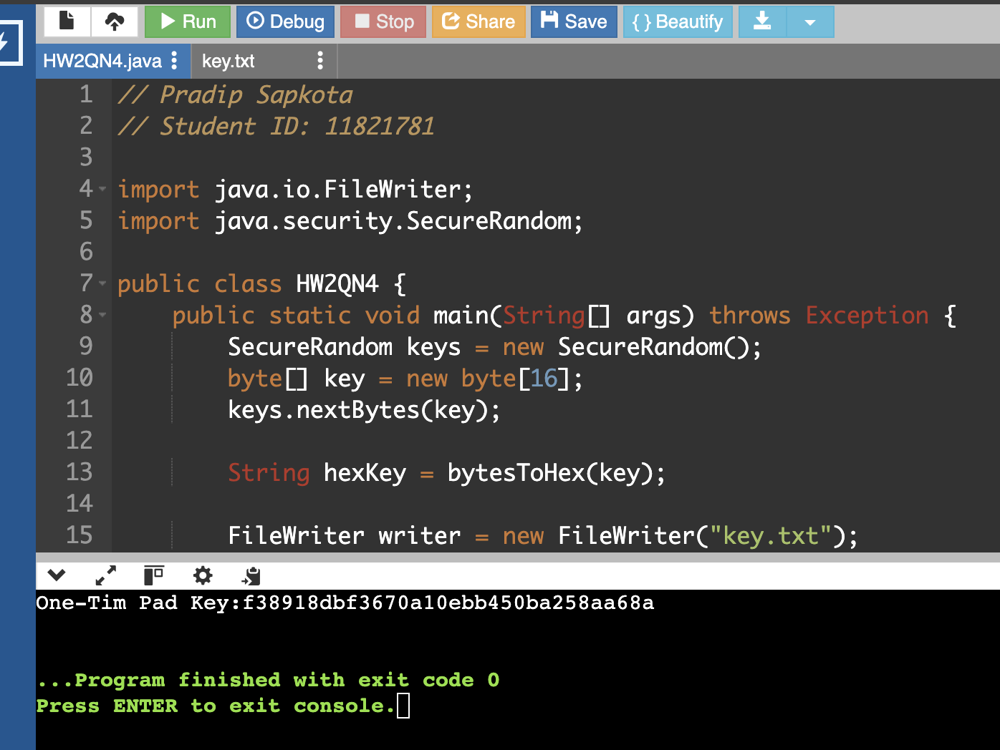 Run Debug Stop Share Save { } Beautify
HW2QN4.java key.txt
1 // Pradip Sapkota
2 // Student ID: 11821781
3
4 import java.io.FileWriter;
5 import java.security.SecureRandom;
6
7 public class HW2QN4 {
8 public static void main(String[] args) throws Exception {
9 SecureRandom keys = new SecureRandom();
10 byte[] key = new byte[16];
11 keys.nextBytes(key);
12
13 String hexKey = bytesToHex(key);
14
15 FileWriter writer = new FileWriter("key.txt");
One-Tim Pad Key:f38918dbf3670a10ebb450ba258aa68a
...Program finished with exit code 0
Press ENTER to exit console.